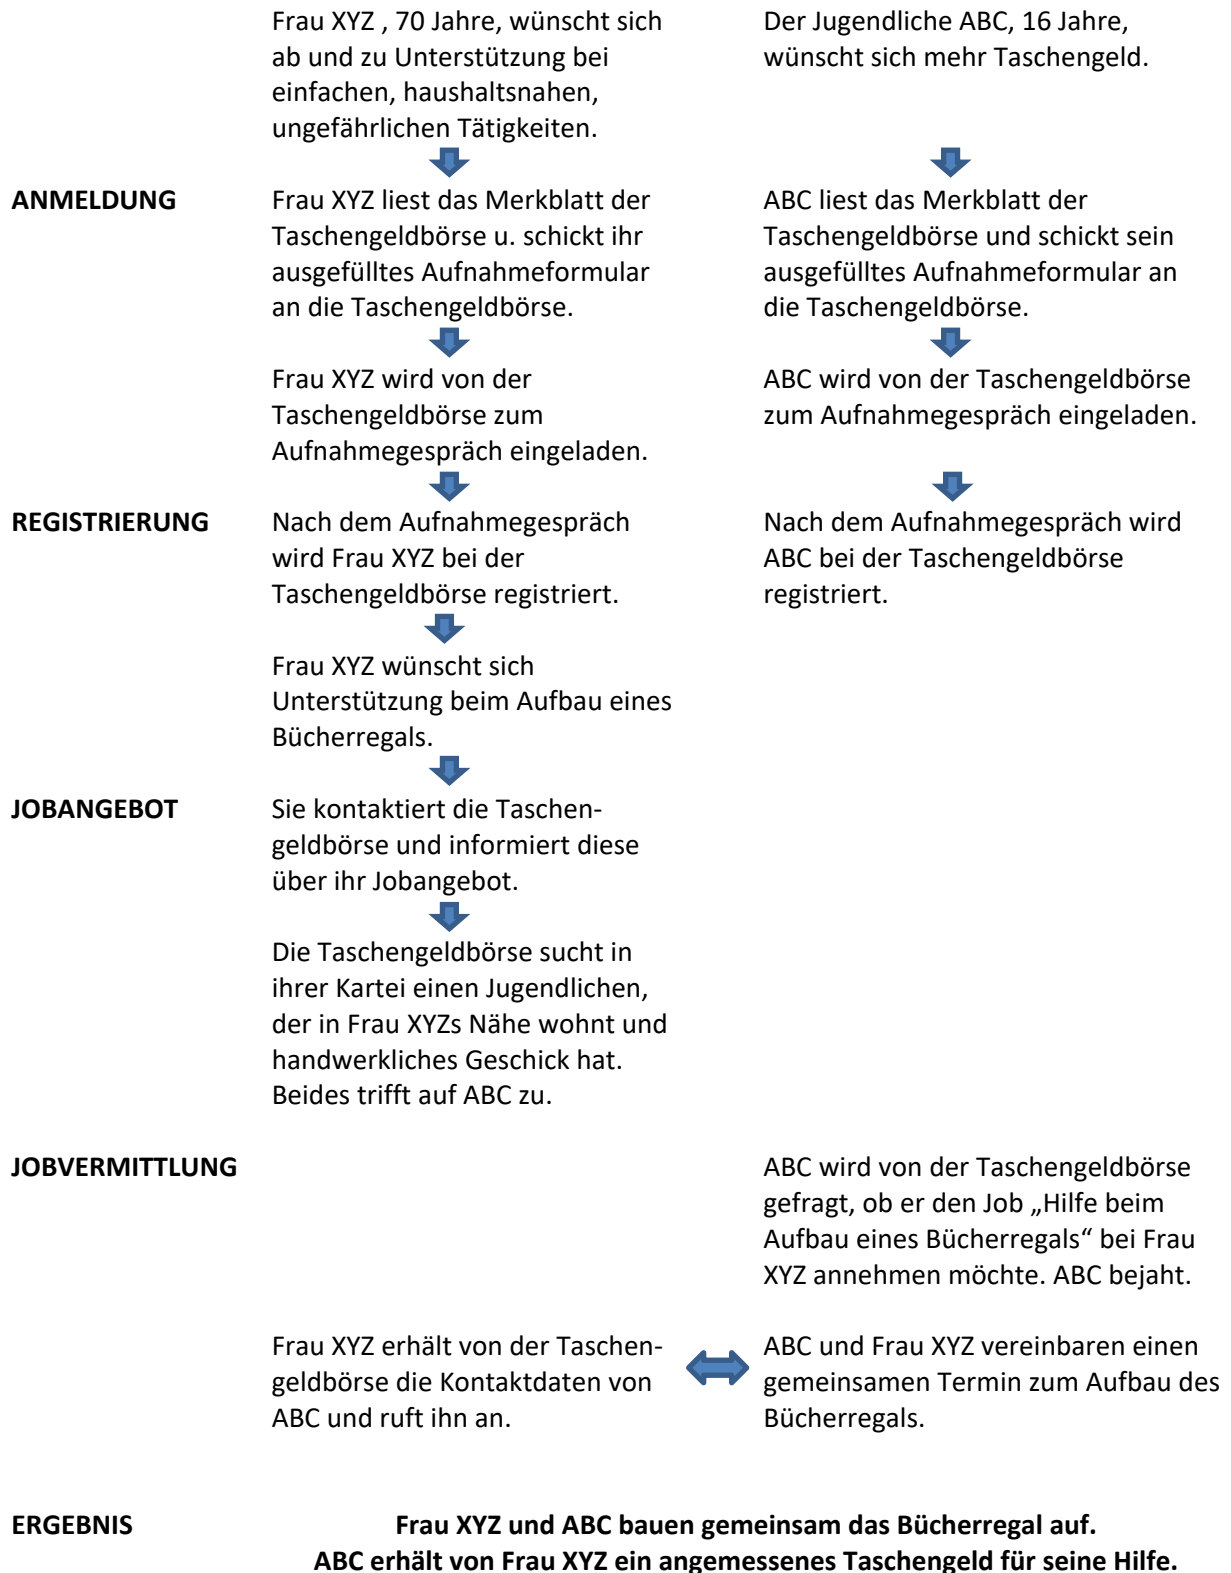 Frau XYZ , 70 Jahre, wünscht sich
ab und zu Unterstützung bei
einfachen, haushaltsnahen,
ungefährlichen Tätigkeiten.
Der Jugendliche ABC, 16 Jahre,
wünscht sich mehr Taschengeld.
ANMELDUNG
Frau XYZ liest das Merkblatt der
Taschengeldbörse u. schickt ihr
ausgefülltes Aufnahmeformular
an die Taschengeldbörse.
ABC liest das Merkblatt der
Taschengeldbörse und schickt sein
ausgefülltes Aufnahmeformular an
die Taschengeldbörse.
Frau XYZ wird von der
Taschengeldbörse zum
Aufnahmegespräch eingeladen.
ABC wird von der Taschengeldbörse
zum Aufnahmegespräch eingeladen.
REGISTRIERUNG
Nach dem Aufnahmegespräch
wird Frau XYZ bei der
Taschengeldbörse registriert.
Nach dem Aufnahmegespräch wird
ABC bei der Taschengeldbörse
registriert.
Frau XYZ wünscht sich
Unterstützung beim Aufbau eines
Bücherregals.
JOBANGEBOT
Sie kontaktiert die Taschen-
geldbörse und informiert diese
über ihr Jobangebot.
Die Taschengeldbörse sucht in
ihrer Kartei einen Jugendlichen,
der in Frau XYZs Nähe wohnt und
handwerkliches Geschick hat.
Beides trifft auf ABC zu.
JOBVERMITTLUNG
ABC wird von der Taschengeldbörse
gefragt, ob er den Job „Hilfe beim
Aufbau eines Bücherregals“ bei Frau
XYZ annehmen möchte. ABC bejaht.
Frau XYZ erhält von der Taschen-
geldbörse die Kontaktdaten von
ABC und ruft ihn an.
ABC und Frau XYZ vereinbaren einen
gemeinsamen Termin zum Aufbau des
Bücherregals.
ERGEBNIS
Frau XYZ und ABC bauen gemeinsam das Bücherregal auf.
ABC erhält von Frau XYZ ein angemessenes Taschengeld für seine Hilfe.